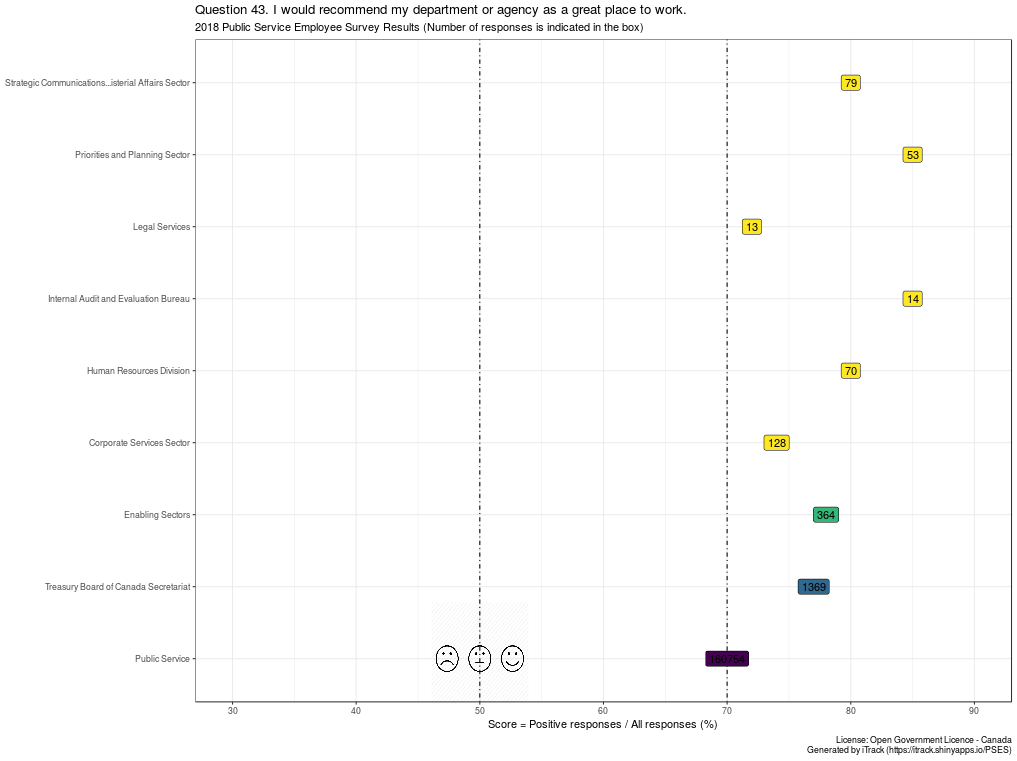 Question 43. I would recommend my department or agency as a great place to work.
2018 Public Service Employee Survey Results (Number of responses is indicated in the box)
Strategic Communications...isterial Affairs Sector
79
Priorities and Planning Sector
53
Legal Services
13
Internal Audit and Evaluation Bureau
14
Human Resources Division
70
Corporate Services Sector
128
Enabling Sectors
364
Treasury Board of Canada Secretariat
1369
Public Service
160754
30 40 50 60 70 80 90
Score = Positive responses / All responses (%)
License: Open Government Licence - Canada
Generated by iTrack (https://itrack.shinyapps.io/PSES)